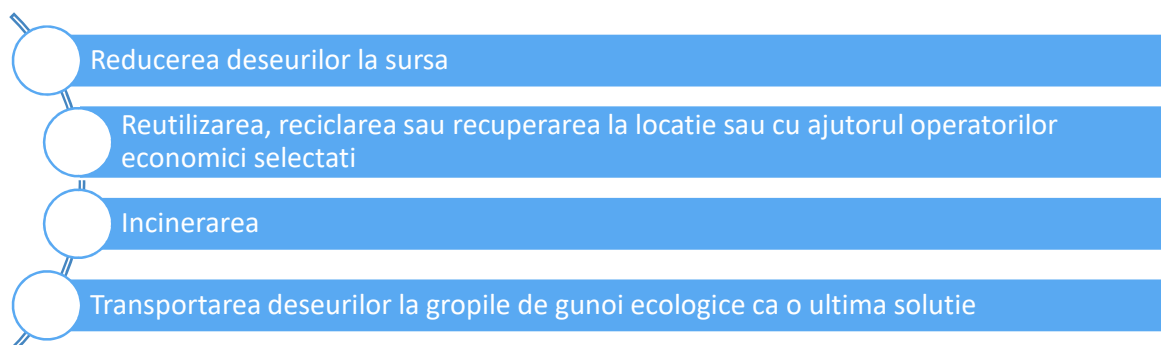 Reducerea deseurilor la sursa
Reutilizarea, reciclarea sau recuperarea la locatie sau cu ajutorul operatorilor
economici selectati
Incinerarea
Transportarea deseurilor la gropile de gunoi ecologice ca o ultima solutie